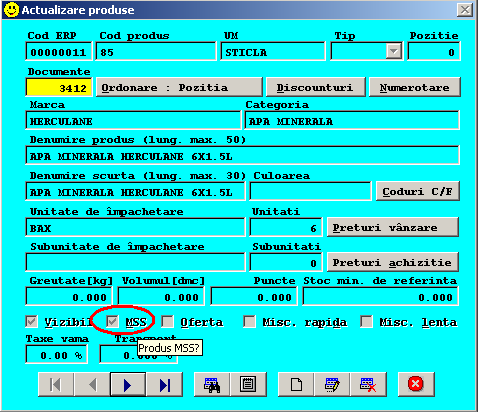 Actualizare produse
Cod ERP Cod produs UM Tip Pozitie
00000011 85 STICLA 0
Documente
3412 Ordonare : Pozitia Discounturi Numerotare
Marca Categoria
HERCULANE APA MINERALA
Denumire produs (lung. max. 50)
APA MINERALA HERCULANE 6X1.5L
Denumire scurta (lung. max. 30) Culoarea
APA MINERALA HERCULANE 6X1.5L Coduri C/F
Unitate de împachetare Unitati
BAX 6 Preturi vânzare
Subunitate de împachetare Subunitati
0 Preturi achizitie
Greutate[kg] Volumul[dmc] Puncte Stoc min. de referinta
0.000 0.000 0.000 0.000
Vizibil MSS Oferta Misc. rapida Misc. lenta
Taxe vama Transport
0.00 % 0.00 %
Produs MSS?